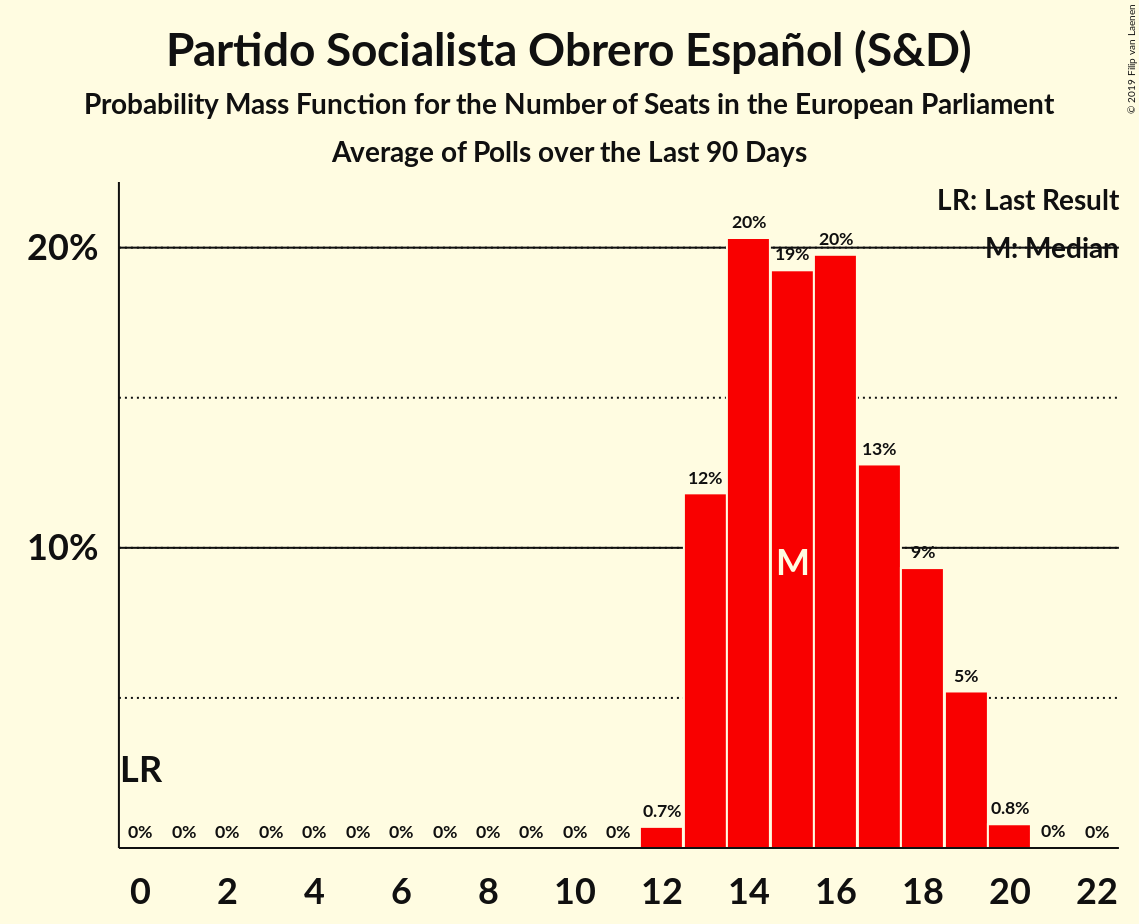 Partido Socialista Obrero Español (S&D)
Probability Mass Function for the Number of Seats in the European Parliament
Average of Polls over the Last 90 Days
© 2019 Filip van Laenen
LR: Last Result
M: Median
20%
10%
20%
19%
20%
13%
12%
9%
5%
M
LR
0% 0% 0% 0% 0% 0% 0% 0% 0% 0% 0% 0% 0.7% 0.8% 0% 0%
0 2 4 6 8 10 12 14 16 18 20 22